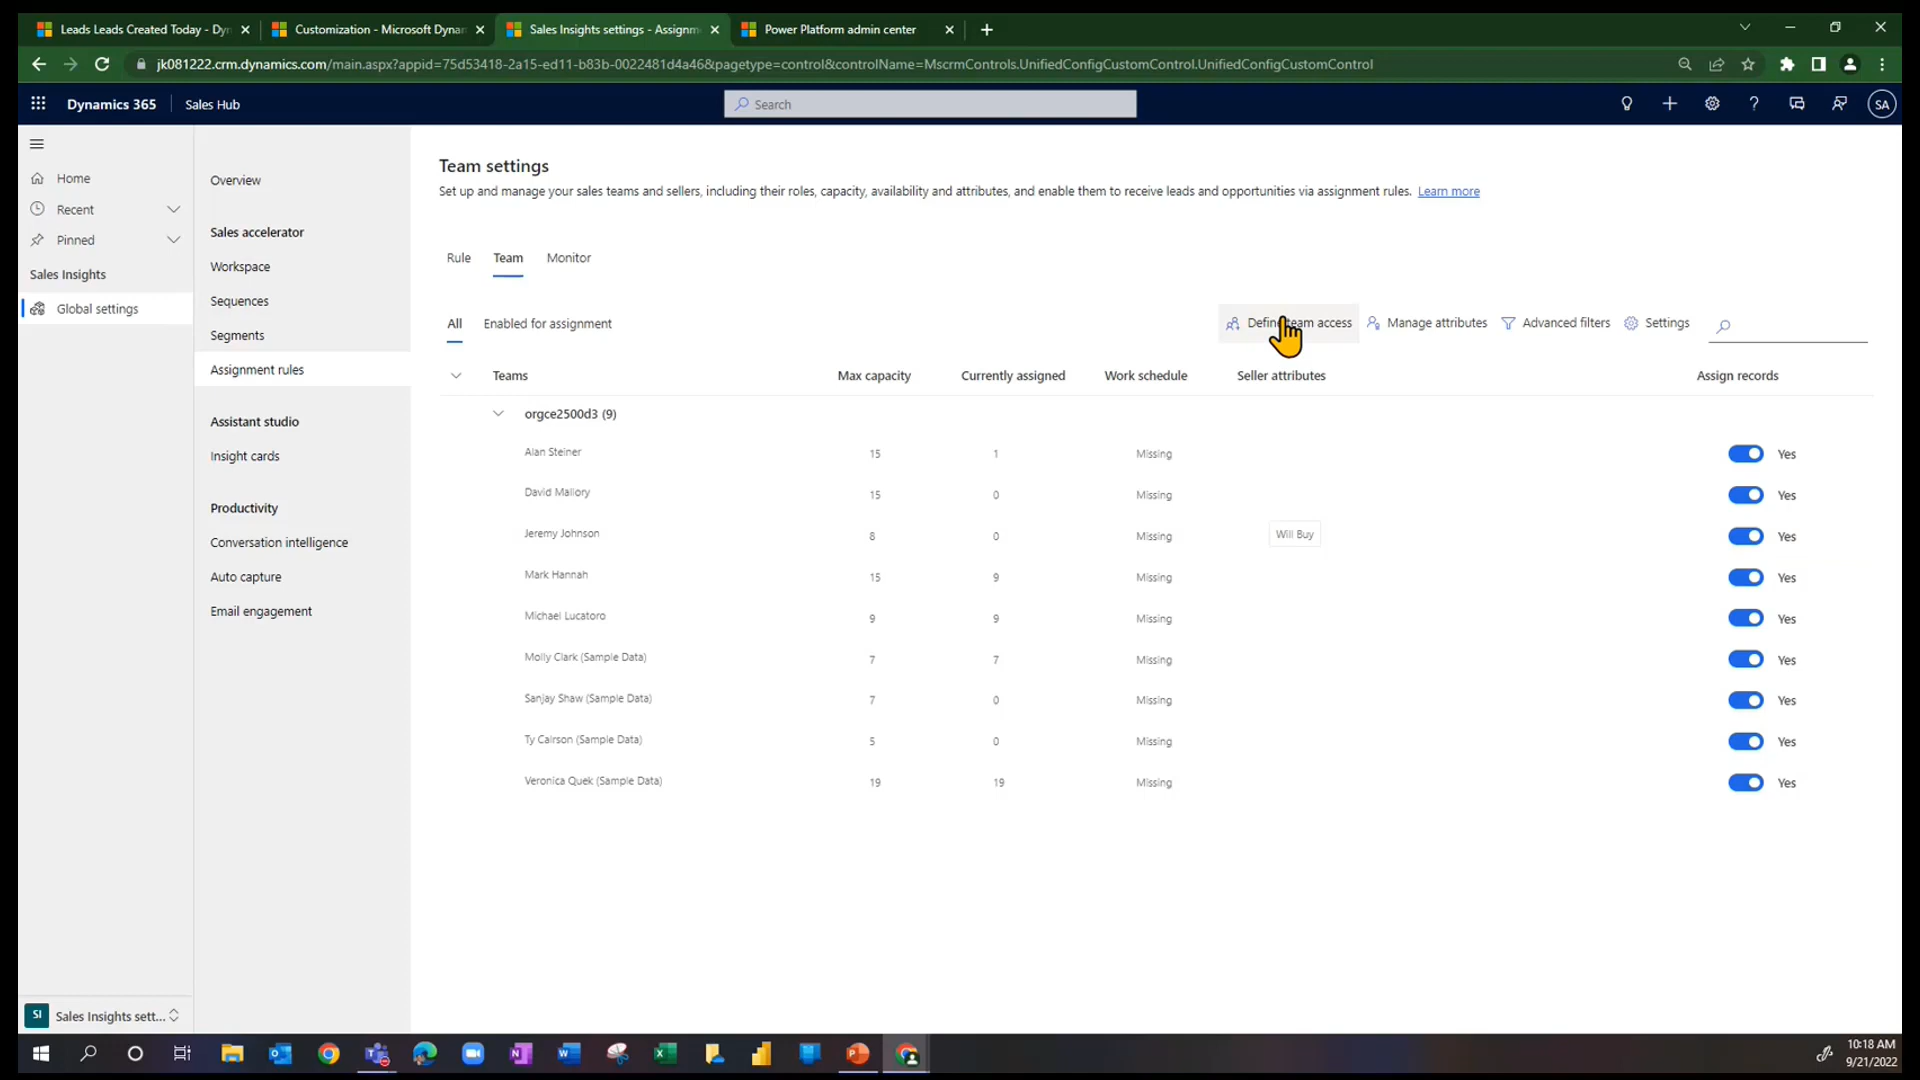 Leads Leads Created Today - Dyn
Customization - Microsoft Dynam
Sales Insights settings - Assignm
Power Platform admin center
jk081222.crm.dynamics.com/main.aspx?appid=75d53418-2a15-ed11-b83b-0022481d4a46&pagetype=control&controlName=MscrmControls.UnifiedConfigCustomControl.UnifiedConfigCustomControl
Dynamics 365
Sales Hub
Search
SA
Home
Recent
Pinned
Sales Insights
Global settings
SI
Sales Insights sett...
Overview
Sales accelerator
Workspace
Sequences
Segments
Assignment rules
Assistant studio
Insight cards
Productivity
Conversation intelligence
Auto capture
Email engagement
Team settings
Set up and manage your sales teams and sellers, including their roles, capacity, availability and attributes, and enable them to receive leads and opportunities via assignment rules. Learn more
Rule Team Monitor
All Enabled for assignment
Define team access Manage attributes Advanced filters Settings
Teams Max capacity Currently assigned Work schedule Seller attributes Assign records
orgce2500d3 (9)
Alan Steiner 15 1 Missing Yes
David Mallory 15 0 Missing Yes
Jeremy Johnson 8 0 Missing Will Buy Yes
Mark Hannah 15 9 Missing Yes
Michael Lucatoro 9 9 Missing Yes
Molly Clark (Sample Data) 7 7 Missing Yes
Sanjay Shaw (Sample Data) 7 0 Missing Yes
Ty Calrson (Sample Data) 5 0 Missing Yes
Veronica Quek (Sample Data) 19 19 Missing Yes
10:18 AM
9/21/2022